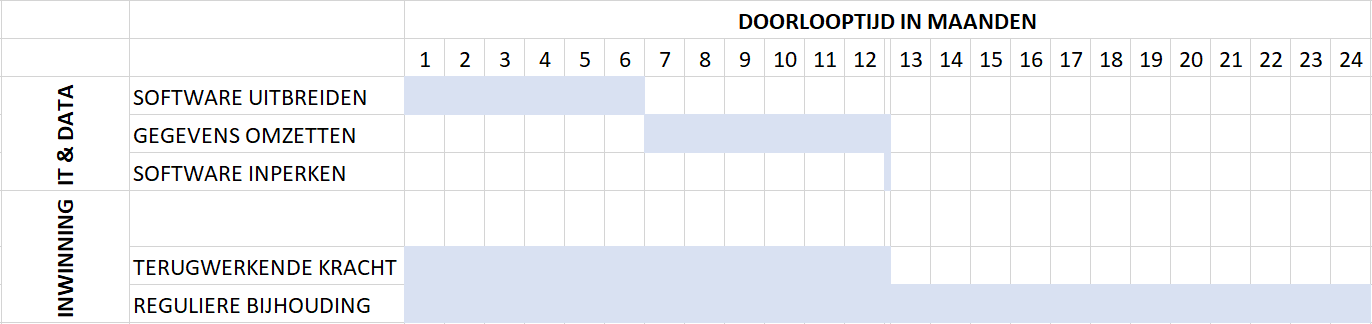 DOORLOOPTIJD IN MAANDEN
1 2 3 4 5 6 7 8 9 10 11 12 13 14 15 16 17 18 19 20 21 22 23 24
IT & DATA
SOFTWARE UITBREIDEN
GEGEVENS OMZETTEN
SOFTWARE INPERKEN
INWINNING
TERUGWERKENDE KRACHT
REGULIERE BIJHOUDING